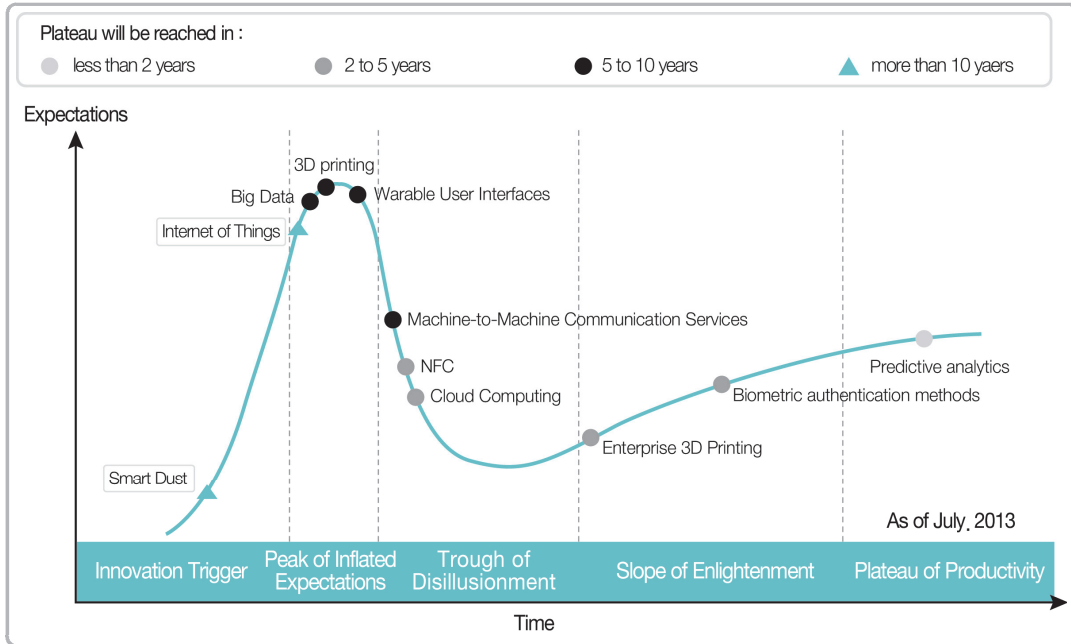 Plateau will be reached in :
less than 2 years
2 to 5 years
5 to 10 years
more than 10 yaers
Expectations
3D printing
Big Data
Warable User Interfaces
Internet of Things
Machine-to-Machine Communication Services
NFC
Predictive analytics
Cloud Computing
Biometric authentication methods
Enterprise 3D Printing
Smart Dust
As of July. 2013
Innovation Trigger
Peak of Inflated
Expectations
Trough of
Disillusionment
Slope of Enlightenment
Plateau of Productivity
Time